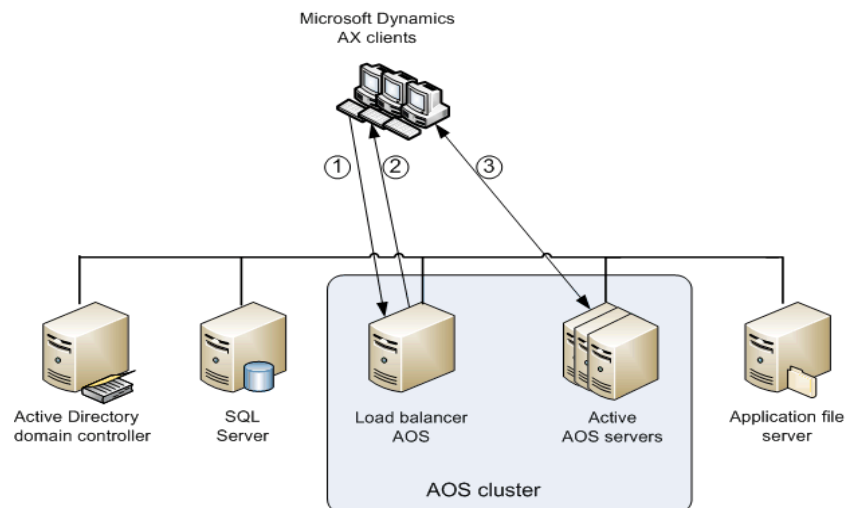 Microsoft Dynamics
AX clients
1
2
3
Active Directory
domain controller
SQL
Server
Load balancer
AOS
Active
AOS servers
Application file
server
AOS cluster